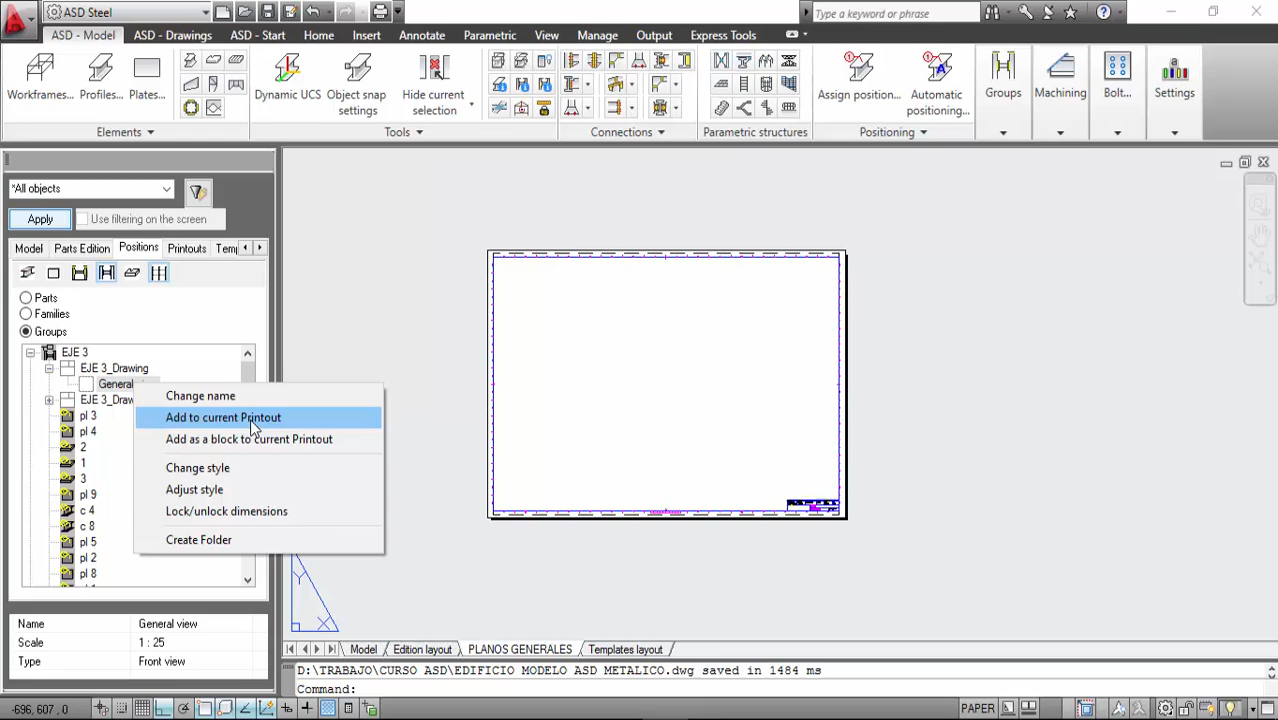 ASD Steel
Type a keyword or phrase
ASD - Model
ASD - Drawings
ASD - Start
Home
Insert
Annotate
Parametric
View
Manage
Output
Express Tools
Workframes...
Profiles...
Plates...
Dynamic UCS
Object snap
settings
Hide current
selection
Assign position...
Automatic
positioning...
Groups
Machining
Bolt...
Settings
Elements
Tools
Connections
Parametric structures
Positioning
*All objects
Apply
Use filtering on the screen
Model
Parts Edition
Positions
Printouts
Temp
Parts
Families
Groups
EJE 3
EJE 3_Drawing
General
EJE 3_Draw
pl 3
pl 4
2
1
3
pl 9
c 4
c 8
pl 5
pl 2
pl 8
Change name
Add to current Printout
Add as a block to current Printout
Change style
Adjust style
Lock/unlock dimensions
Create Folder
Name
General view
Scale
1 : 25
Type
Front view
Y
X
Model
Edition layout
PLANOS GENERALES
Templates layout
D:\TRABAJO\CURSO ASD\EDIFICIO MODELO ASD METALICO.dwg saved in 1484 ms
Command:
-696, 607 , 0
PAPER